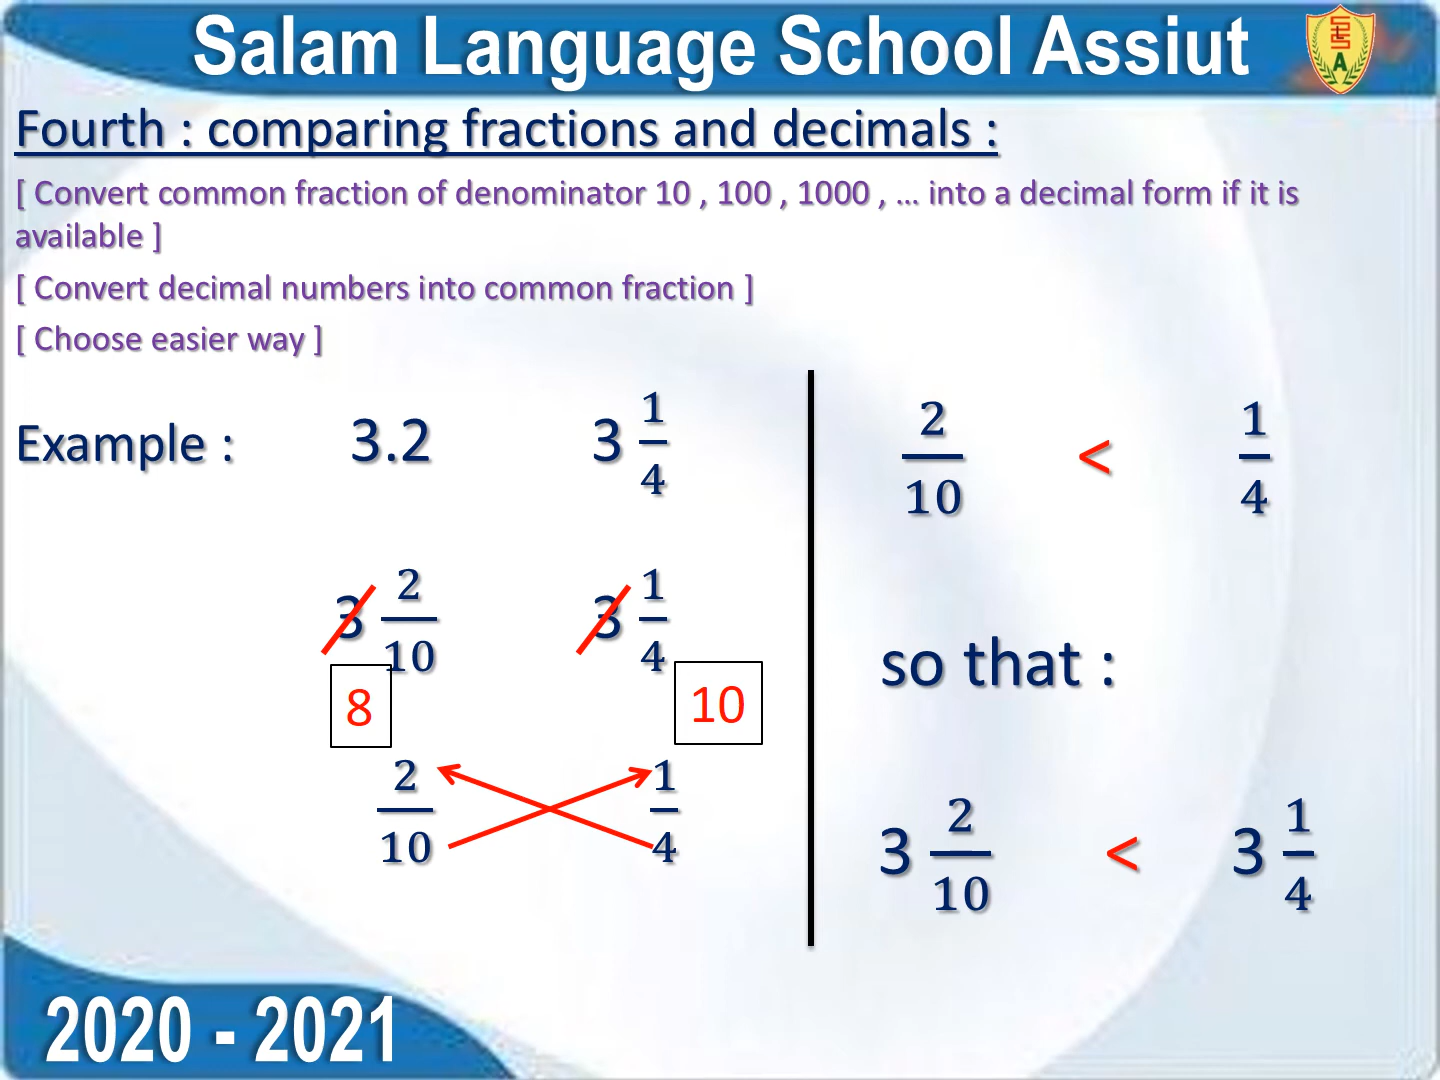 Salam Language School Assiut
SLS
A
Fourth : comparing fractions and decimals :
[ Convert common fraction of denominator 10 , 100 , 1000 , ... into a decimal form if it is
available ]
[ Convert decimal numbers into common fraction ]
[ Choose easier way ]
Example : 3.2 3 1/4
3 2/10 3 1/4
8 10
2/10 1/4
2/10 < 1/4
so that :
3 2/10 < 3 1/4
2020 - 2021